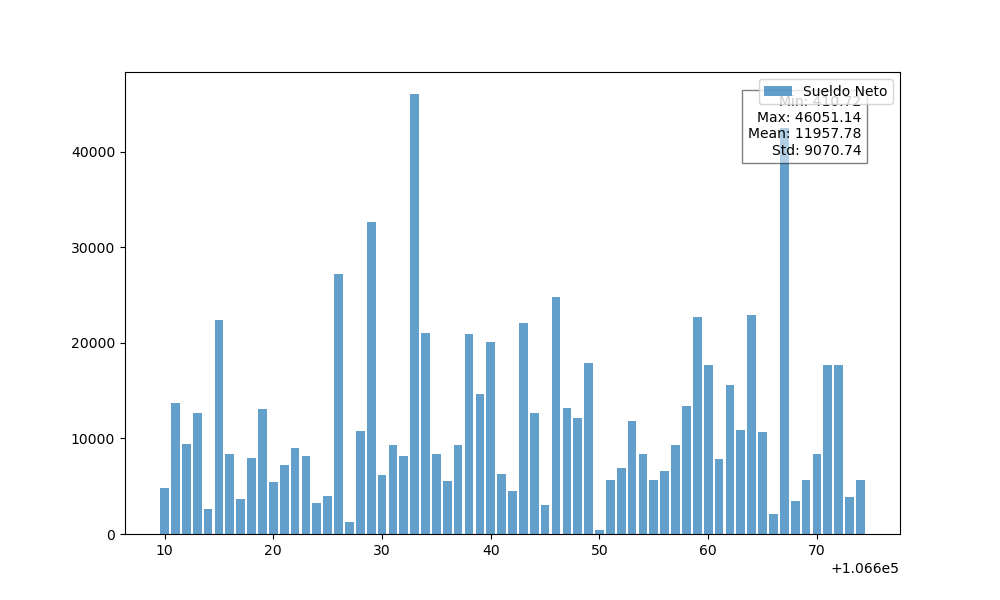 Sueldo Neto
Min: 410.72
Max: 46051.14
Mean: 11957.78
Std: 9070.74
40000
30000
20000
10000
0
10 20 30 40 50 60 70
+1.066e5